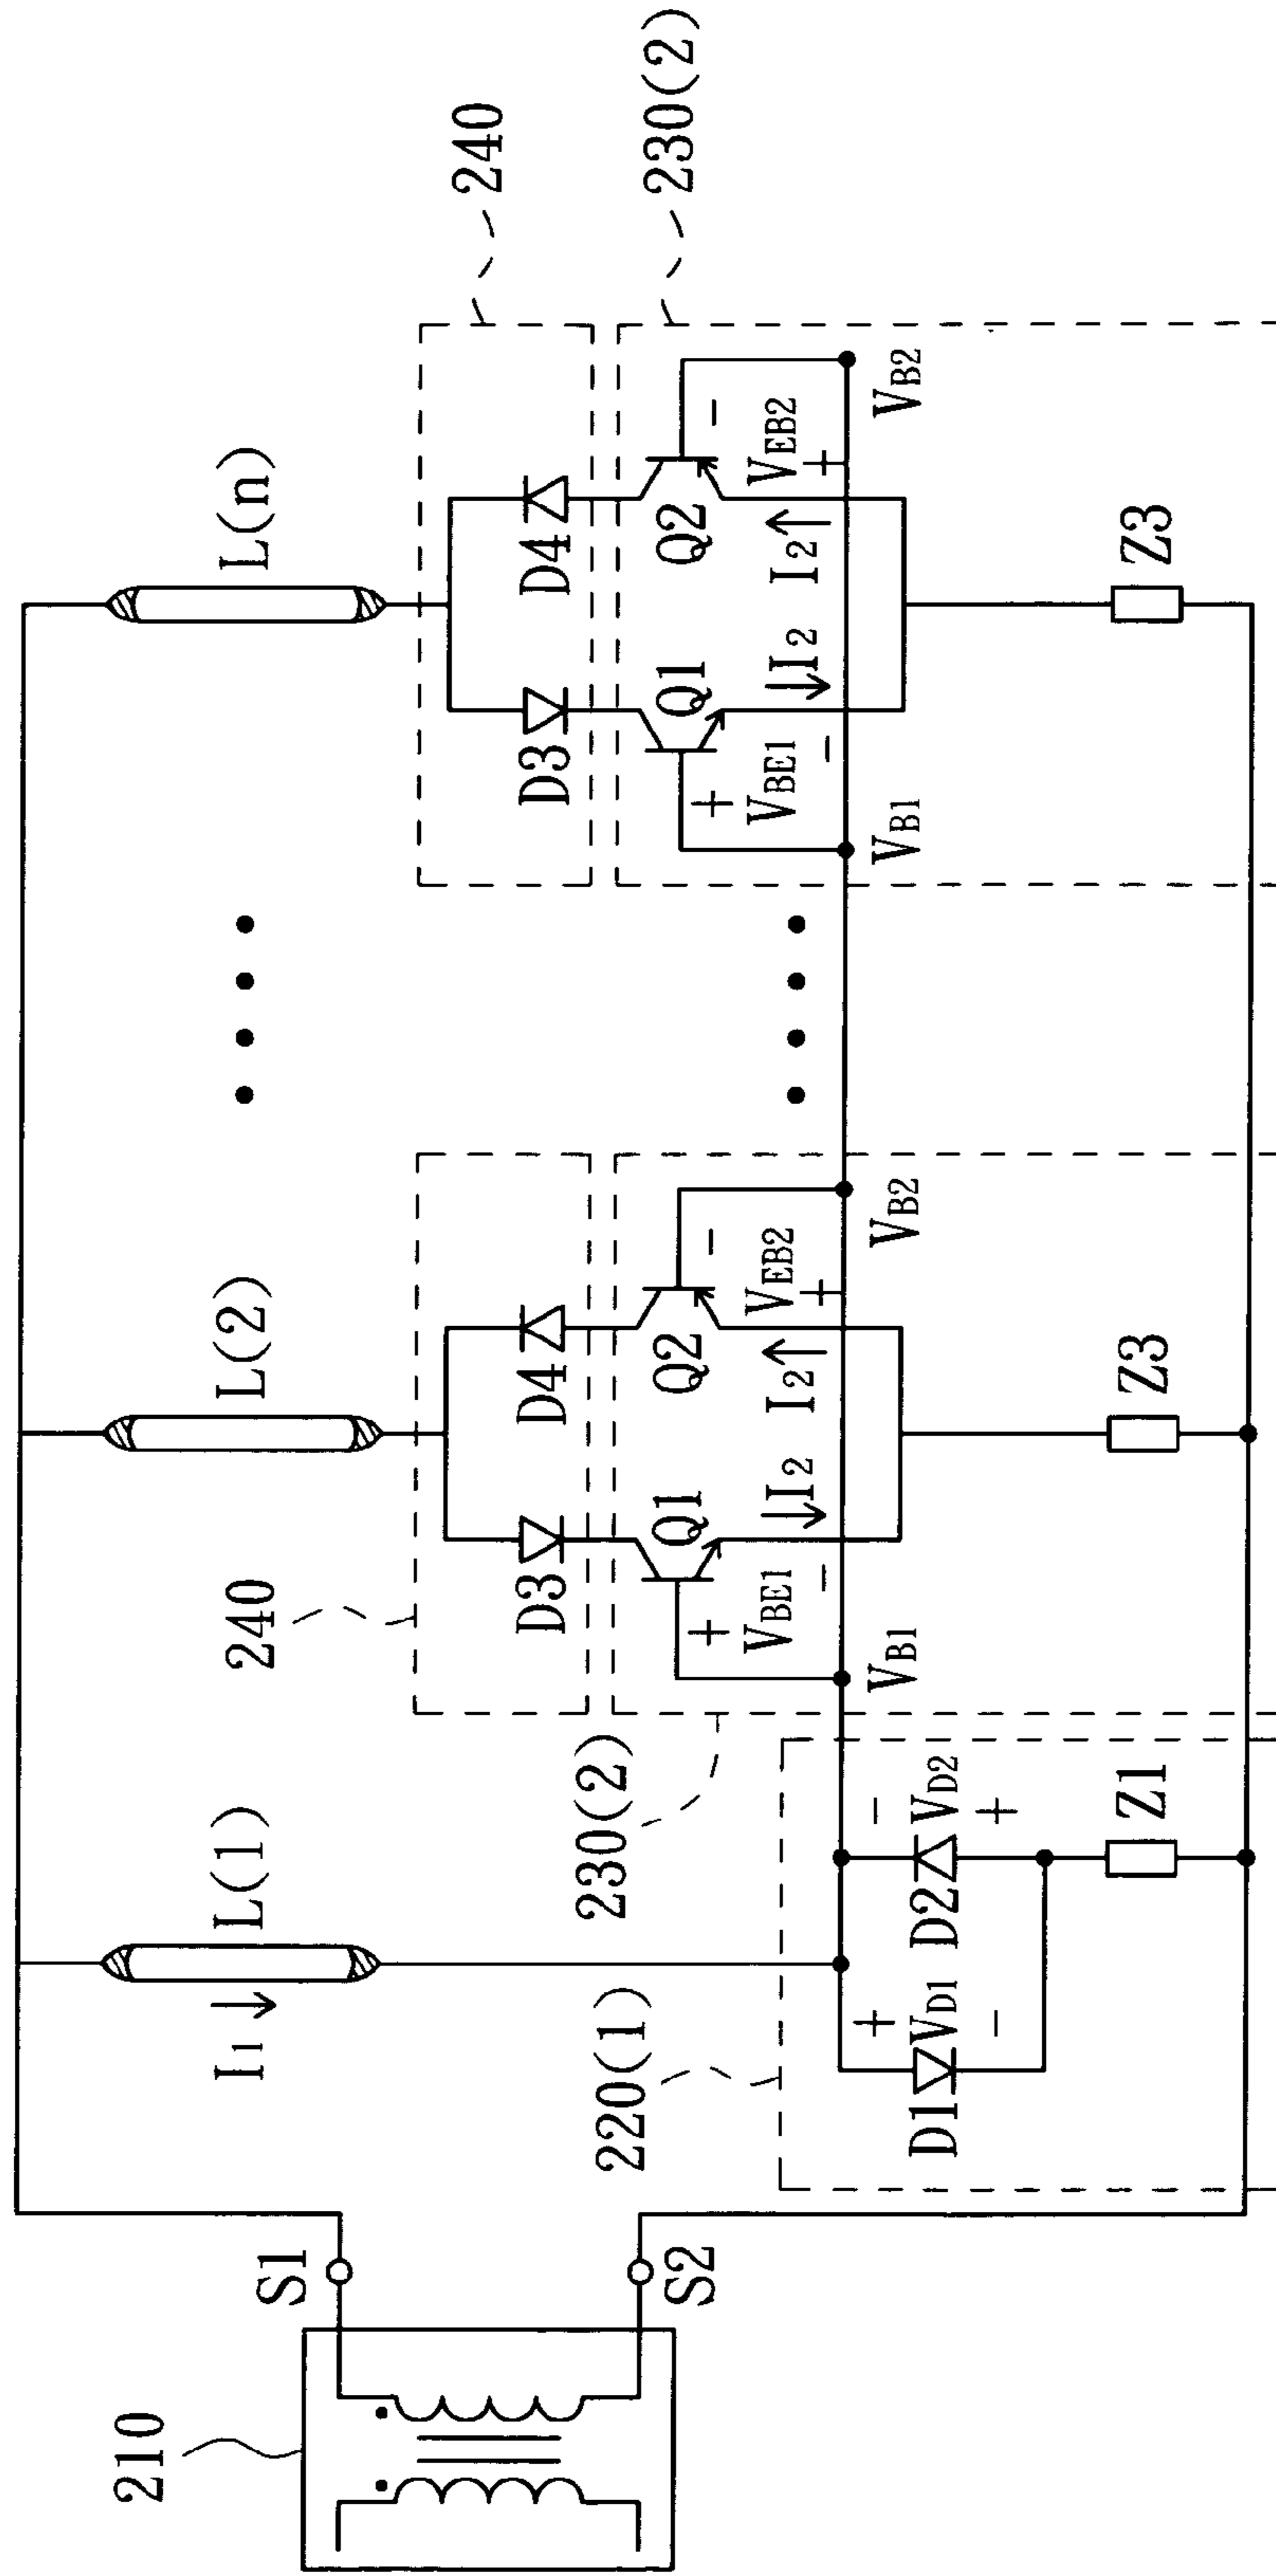 210
S1
S2
I1
L(1)
L(2)
L(n)
220(1)
D1
VD1
+
-
D2
VD2
-
+
Z1
230(2)
240
D3
D4
Q1
Q2
+
VBE1
-
I2
I2
VEB2
-
+
VB1
VB2
Z3
240
230(2)
D3
D4
Q1
Q2
+
VBE1
-
I2
I2
VEB2
-
+
VB1
VB2
Z3